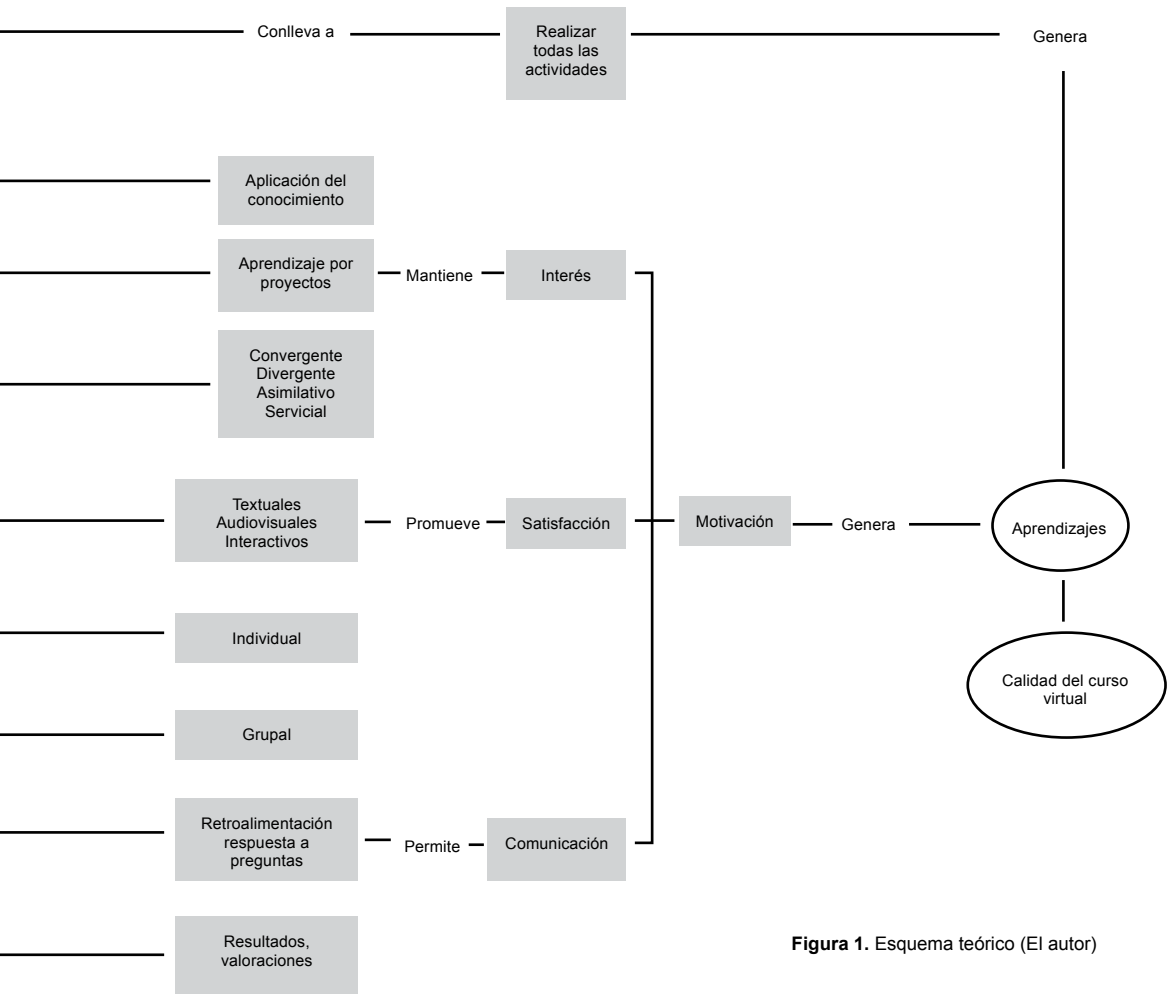 Conlleva a
Realizar
todas las
actividades
Genera
Aplicación del
conocimiento
Aprendizaje por
proyectos
Mantiene
Interés
Convergente
Divergente
Asimilativo
Servicial
Textuales
Audiovisuales
Interactivos
Promueve
Satisfacción
Motivación
Genera
Aprendizajes
Individual
Calidad del curso
virtual
Grupal
Retroalimentación
respuesta a
preguntas
Permite
Comunicación
Resultados,
valoraciones
Figura 1. Esquema teórico (El autor)